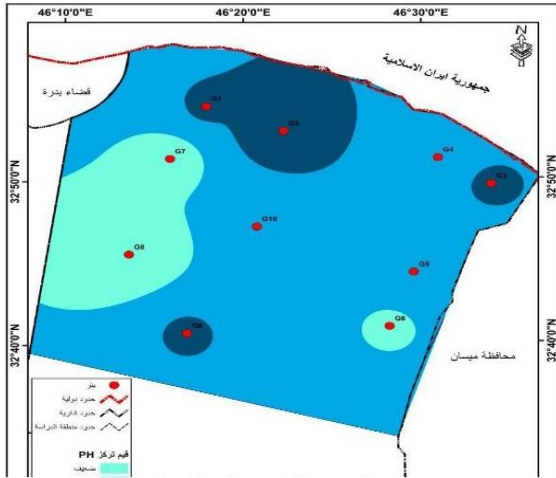 46°10'0"E 46°20'0"E 46°30'0"E
N
جمهورية ايران الاسلامية
قضاء بدرة
G1
G2
G7
G4
G3
32°50'0"N 32°50'0"N
G10
G8
G5
G6
G9
32°40'0"N 32°40'0"N
محافظة ميسان
بئر
حدود دولية
حدود ادارية
حدود منطقة الدراسة
قيم تركز PH
ضعيف